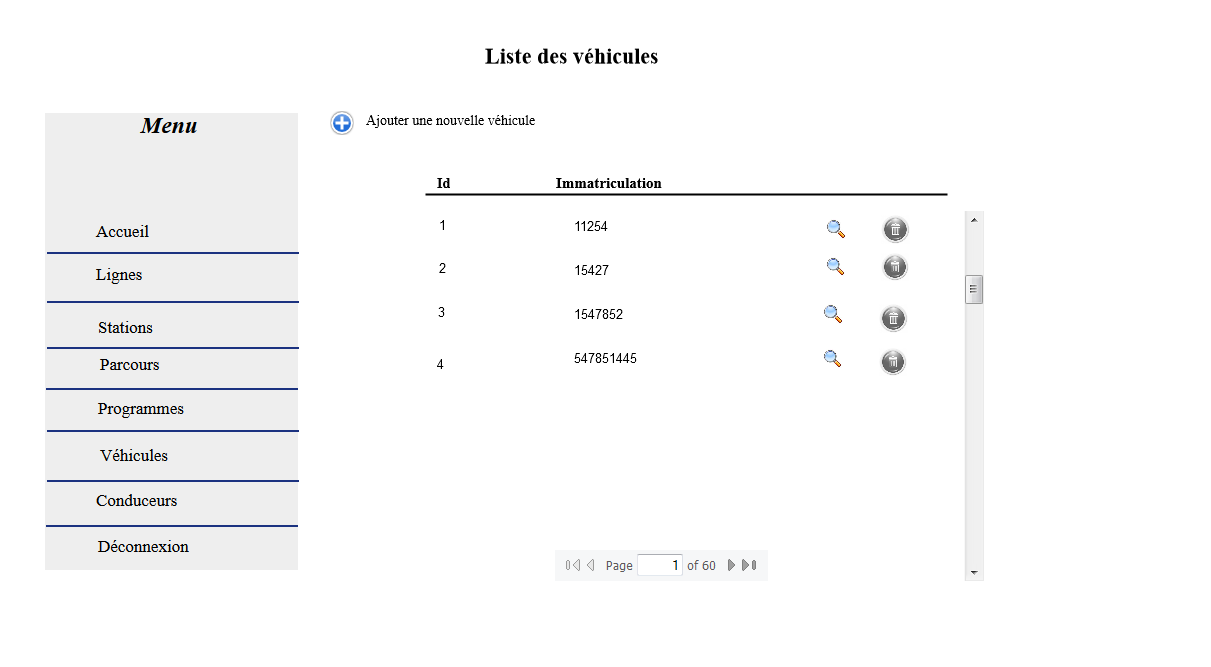 Liste des véhicules
Menu
Accueil
Lignes
Stations
Parcours
Programmes
Véhicules
Conduceurs
Déconnexion
Ajouter une nouvelle véhicule
Id Immatriculation
1 11254
2 15427
3 1547852
4 547851445
Page 1 of 60